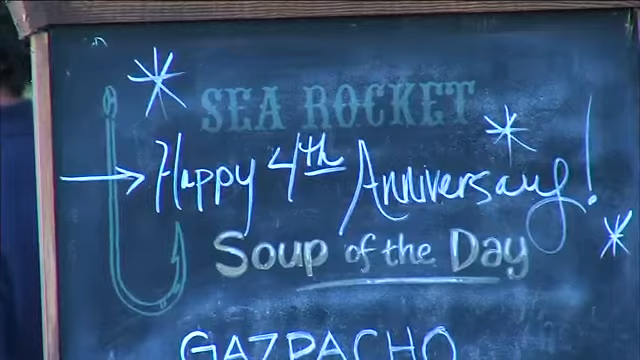 SEA ROCKET
Happy 4th Anniversary!
Soup of the Day
GAZPACHO